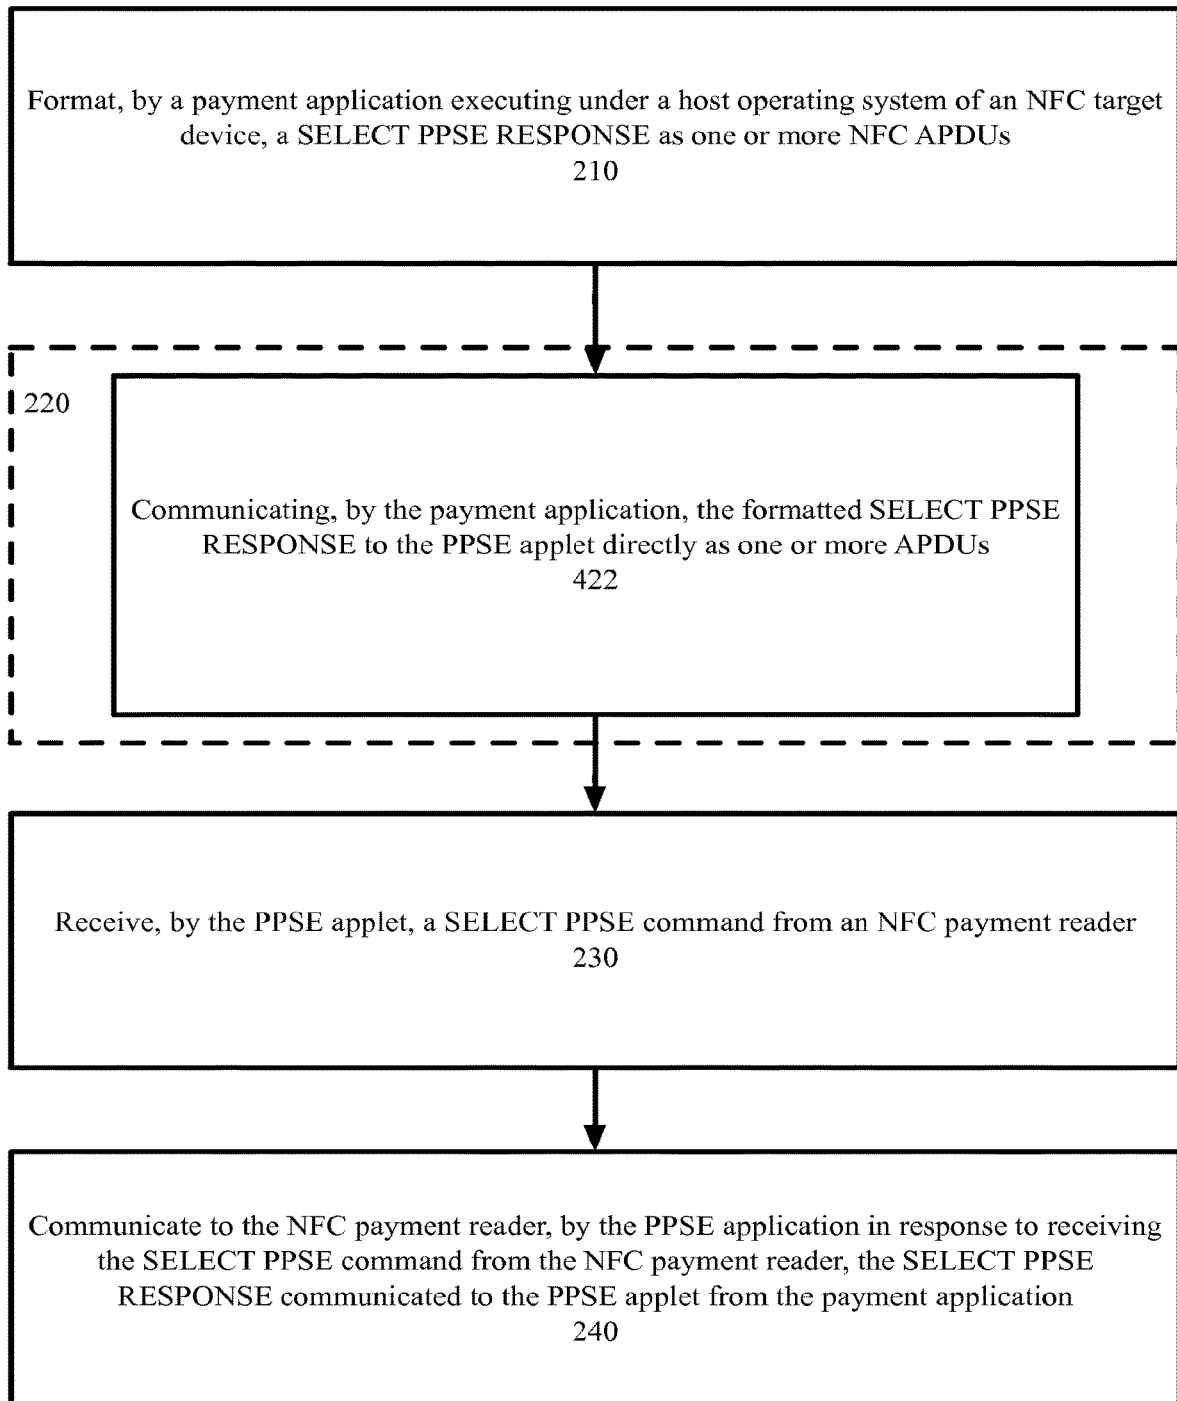 Format, by a payment application executing under a host operating system of an NFC target
device, a SELECT PPSE RESPONSE as one or more NFC APDUs
210
220
Communicating, by the payment application, the formatted SELECT PPSE
RESPONSE to the PPSE applet directly as one or more APDUs
422
Receive, by the PPSE applet, a SELECT PPSE command from an NFC payment reader
230
Communicate to the NFC payment reader, by the PPSE application in response to receiving
the SELECT PPSE command from the NFC payment reader, the SELECT PPSE
RESPONSE communicated to the PPSE applet from the payment application
240